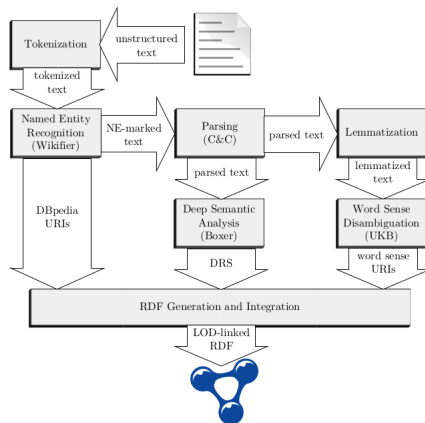 Tokenization
unstructured
text
tokenized
text
Named Entity
Recognition
(Wikifier)
NE-marked
text
Parsing
(C&C)
parsed text
Lemmatization
parsed text
lemmatized
text
DBpedia
URIs
Deep Semantic
Analysis
(Boxer)
Word Sense
Disambiguation
(UKB)
DRS
word sense
URIs
RDF Generation and Integration
LOD-linked
RDF